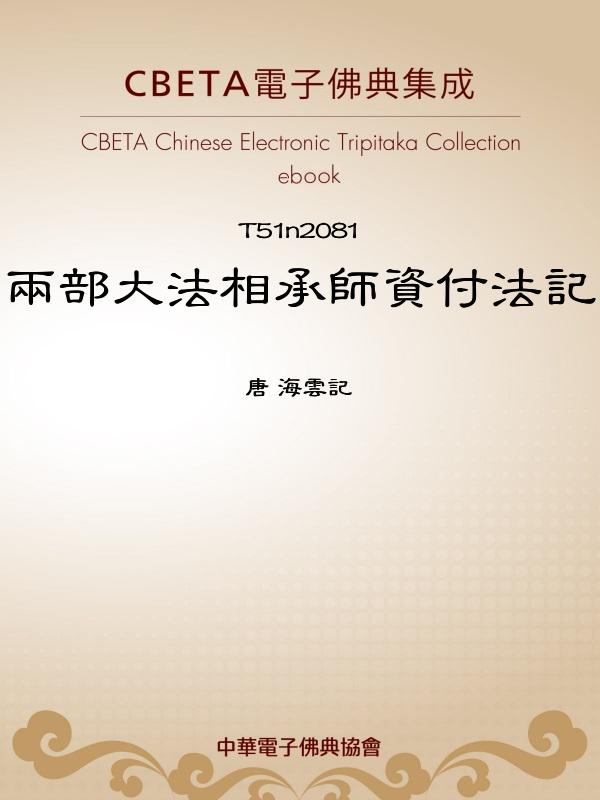 CBETA電子佛典集成
CBETA Chinese Electronic Tripitaka Collection
ebook
T51n2081
兩部大法相承師資付法記
唐 海雲記
中華電子佛典協會